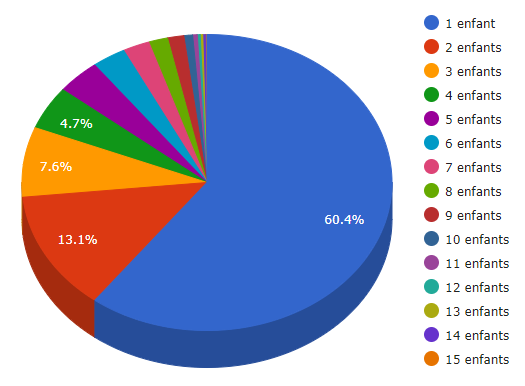 1 enfant
2 enfants
3 enfants
4 enfants
5 enfants
6 enfants
7 enfants
8 enfants
9 enfants
10 enfants
11 enfants
12 enfants
13 enfants
14 enfants
15 enfants
4.7%
7.6%
13.1%
60.4%